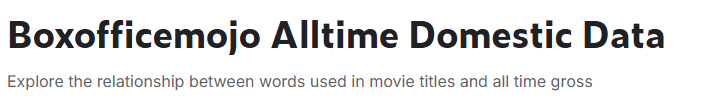 Boxofficemojo Alltime Domestic Data
Explore the relationship between words used in movie titles and all time gross